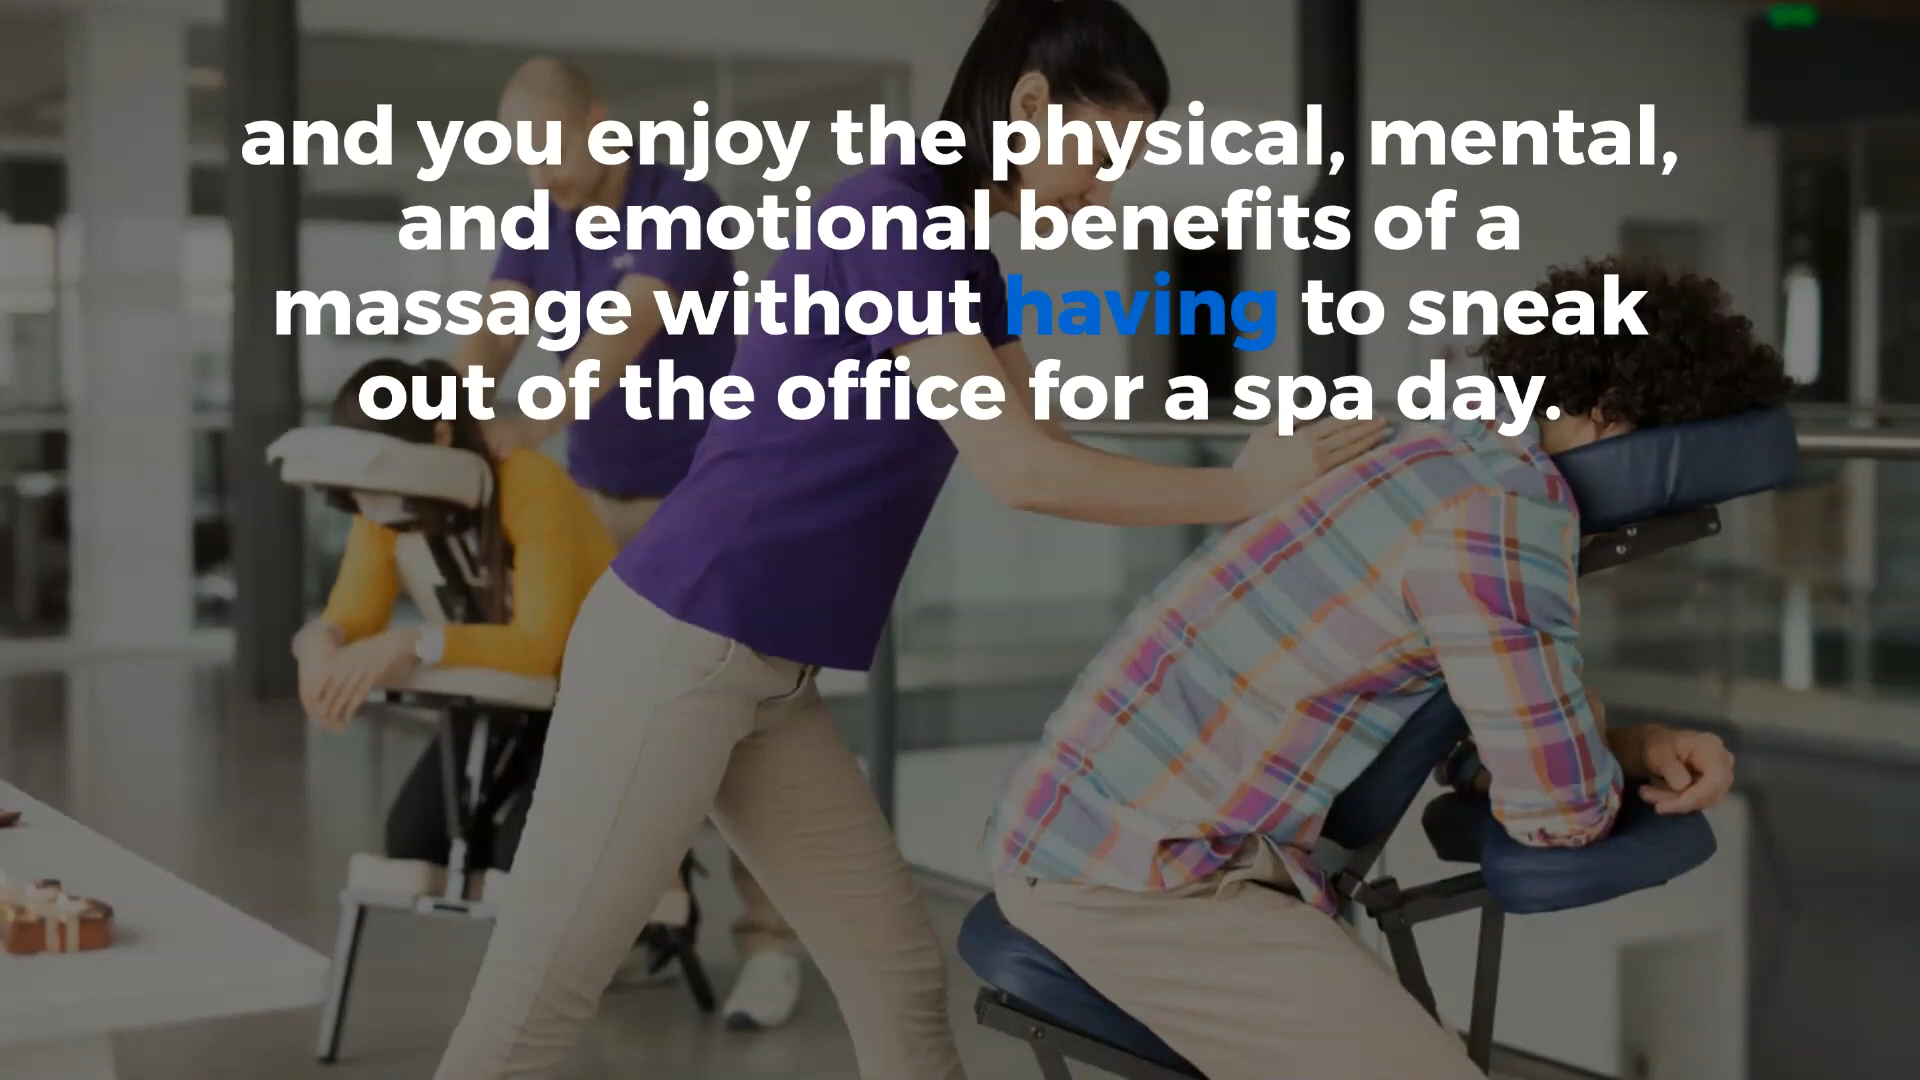 and you enjoy the physical, mental,
and emotional benefits of a
massage without having to sneak
out of the office for a spa day.